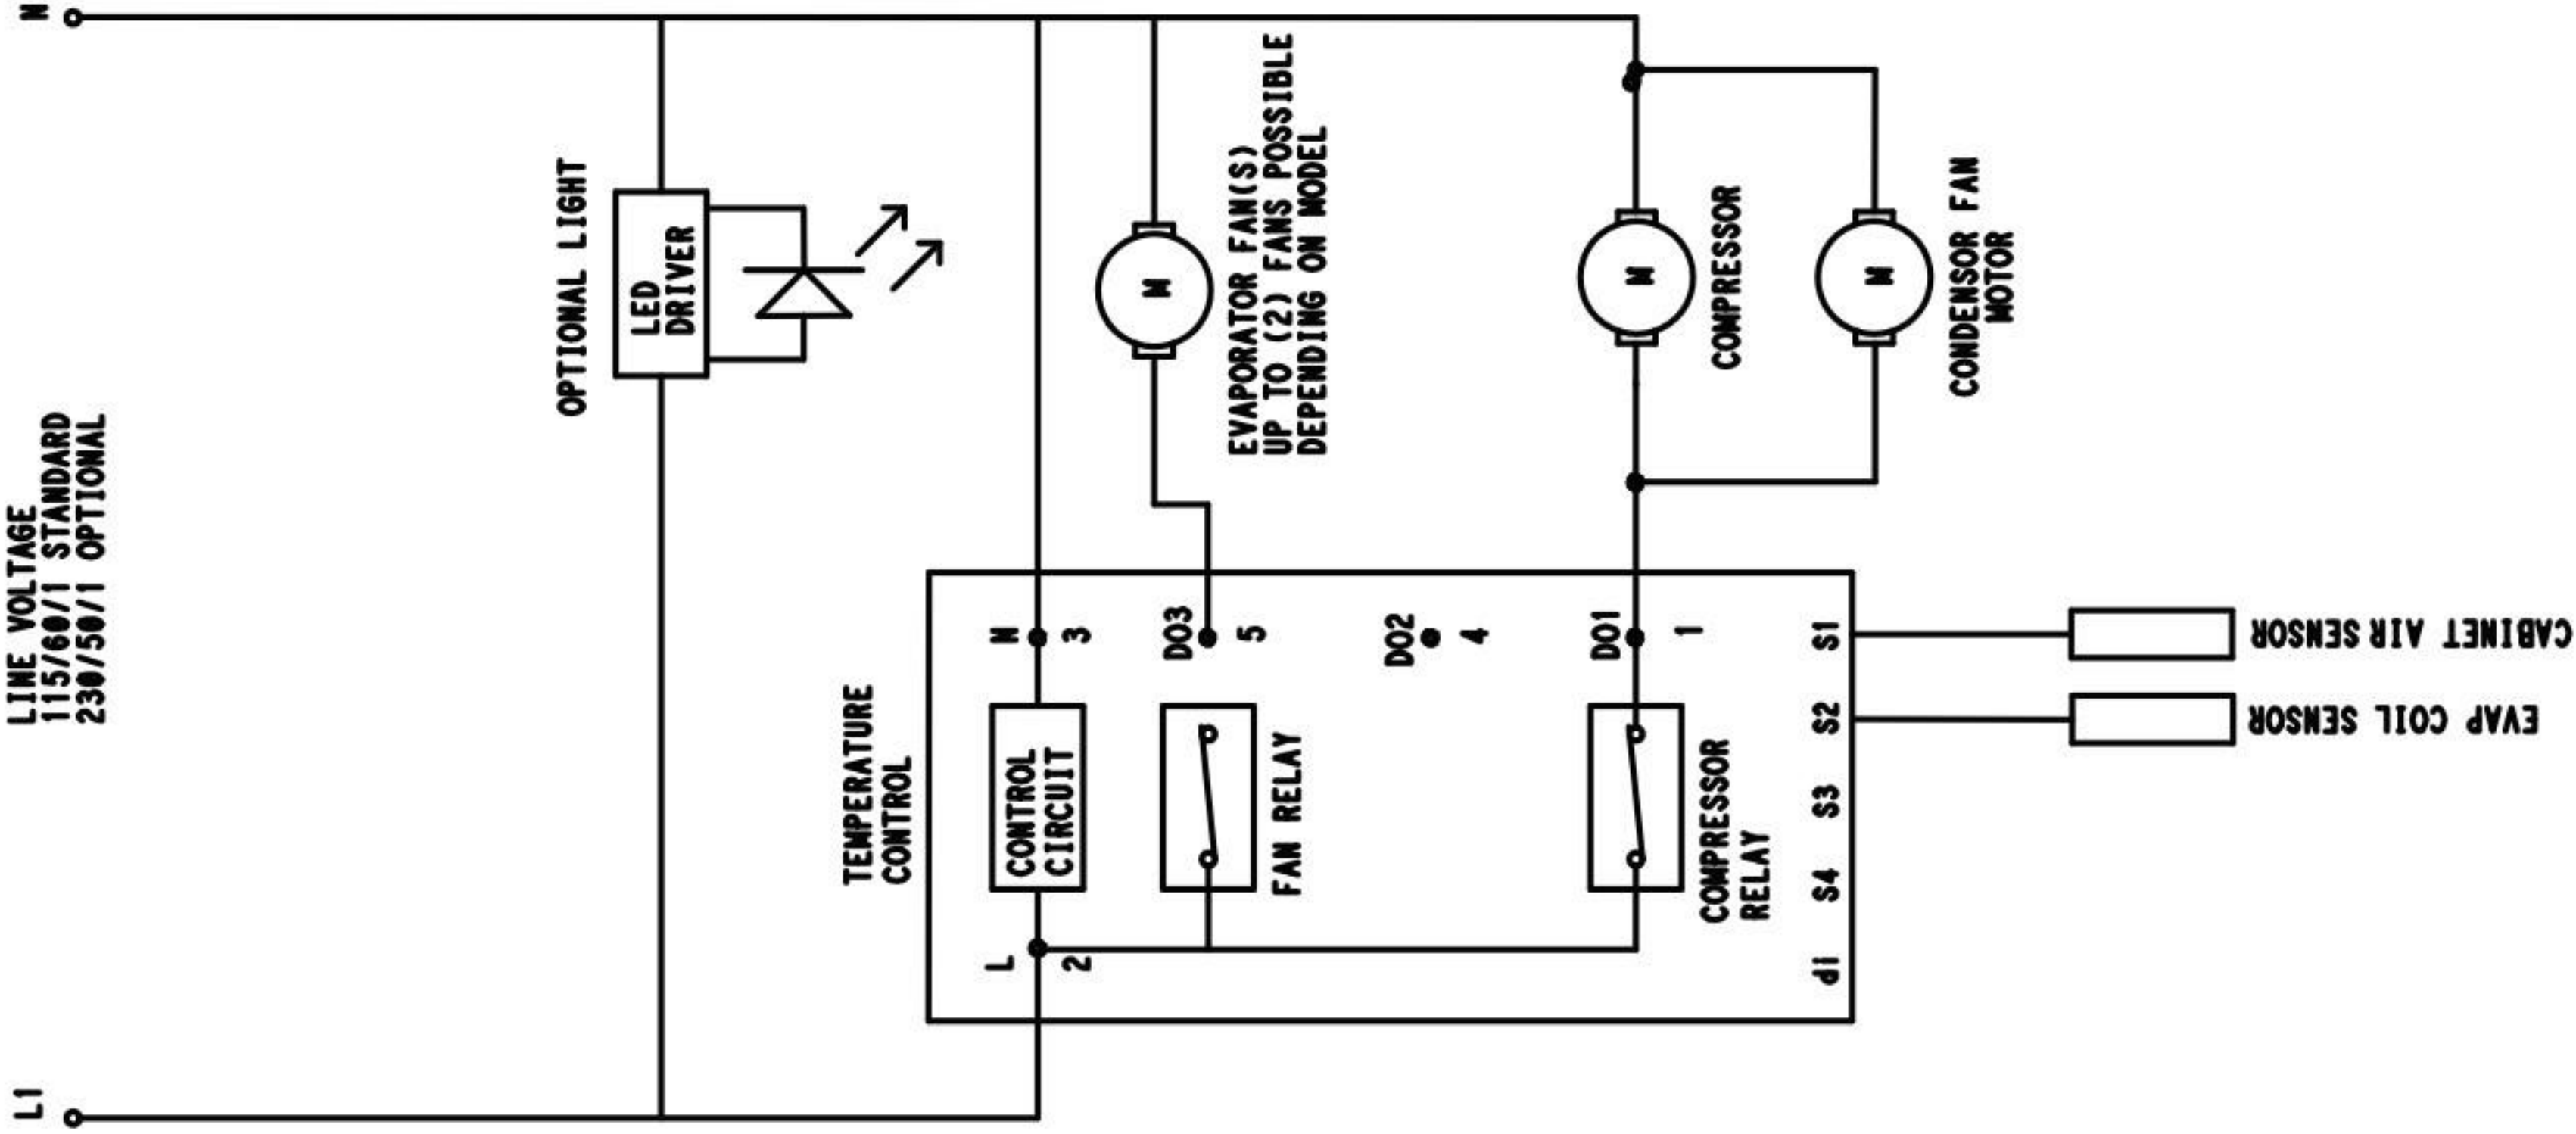 L1
LINE VOLTAGE
115/60/1 STANDARD
230/50/1 OPTIONAL
N
OPTIONAL LIGHT
LED
DRIVER
TEMPERATURE
CONTROL
L
2
CONTROL
CIRCUIT
N
3
FAN RELAY
DO3
5
EVAPORATOR FAN(S)
UP TO (2) FANS POSSIBLE
DEPENDING ON MODEL
M
DO2
4
COMPRESSOR
RELAY
DO1
1
M
COMPRESSOR
M
CONDENSOR FAN
MOTOR
di
S4
S3
S2
S1
CABINET AIR SENSOR
EVAP COIL SENSOR